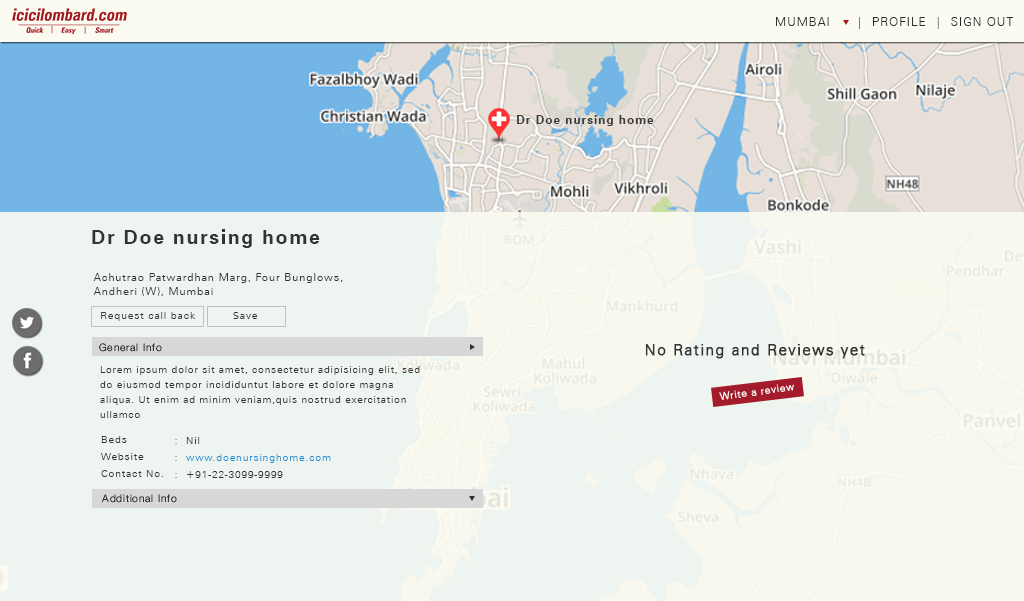 icicilombard.com
Quick | Easy | Smart
MUMBAI | PROFILE | SIGN OUT
Airoli
Fazalbhoy Wadi
Shill Gaon
Nilaje
Christian Wada
Dr Doe nursing home
NH48
Mohli
Vikhroli
Bonkode
Dr Doe nursing home
BOM
Vashi
Pendhar
Achutrao Patwardhan Marg, Four Bunglows,
Andheri (W), Mumbai
Mankhurd
Request call back
Save
General Info
No Rating and Reviews yet
Navi Mumbai
Koliwada
Mahul
Koliwada
Diwale
Lorem ipsum dolor sit amet, consectetur adipisicing elit, sed
do eiusmod tempor incididuntut labore et dolore magna
aliqua. Ut enim ad minim veniam,quis nostrud exercitation
ullamco
Write a review
Sewri
Koliwada
Panvel
Beds : Nil
Website : www.doenursinghome.com
Contact No. : +91-22-3099-9999
Nhava
Additional Info
Sheva